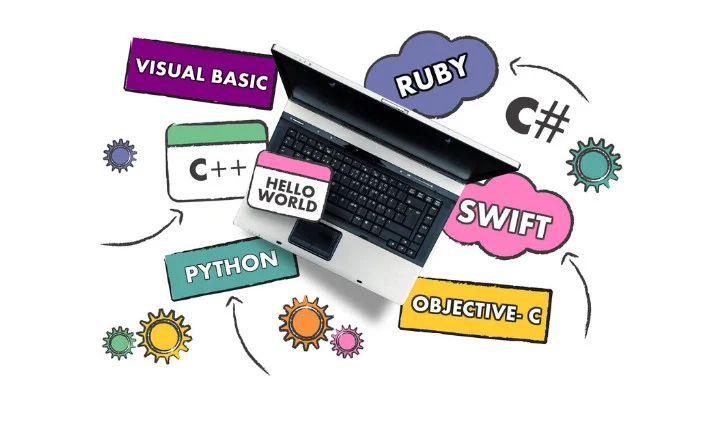 VISUAL BASIC
RUBY
C#
C++
HELLO
WORLD
SWIFT
PYTHON
OBJECTIVE- C